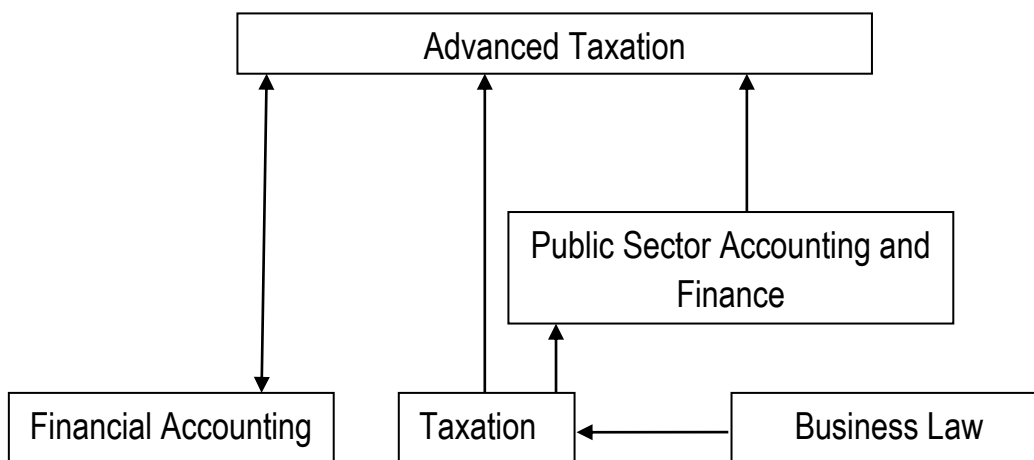 Advanced Taxation
Public Sector Accounting and
Finance
Financial Accounting
Taxation
Business Law